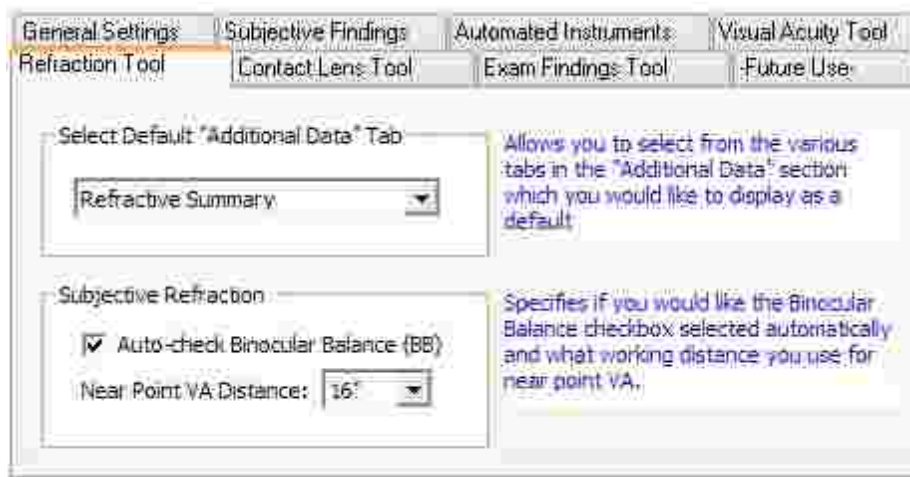 General Settings Subjective Findings Automated Instruments Visual Acuity Tool
Refraction Tool Contact Lens Tool Exam Findings Tool -Future Use-
Select Default "Additional Data" Tab
Refractive Summary
Allows you to select from the various
tabs in the "Additional Data" section
which you would like to display as a
default
Subjective Refraction
Auto-check Binocular Balance (BB)
Near Point VA Distance: 16"
Specifies if you would like the Binocular
Balance checkbox selected automatically
and what working distance you use for
near point VA.